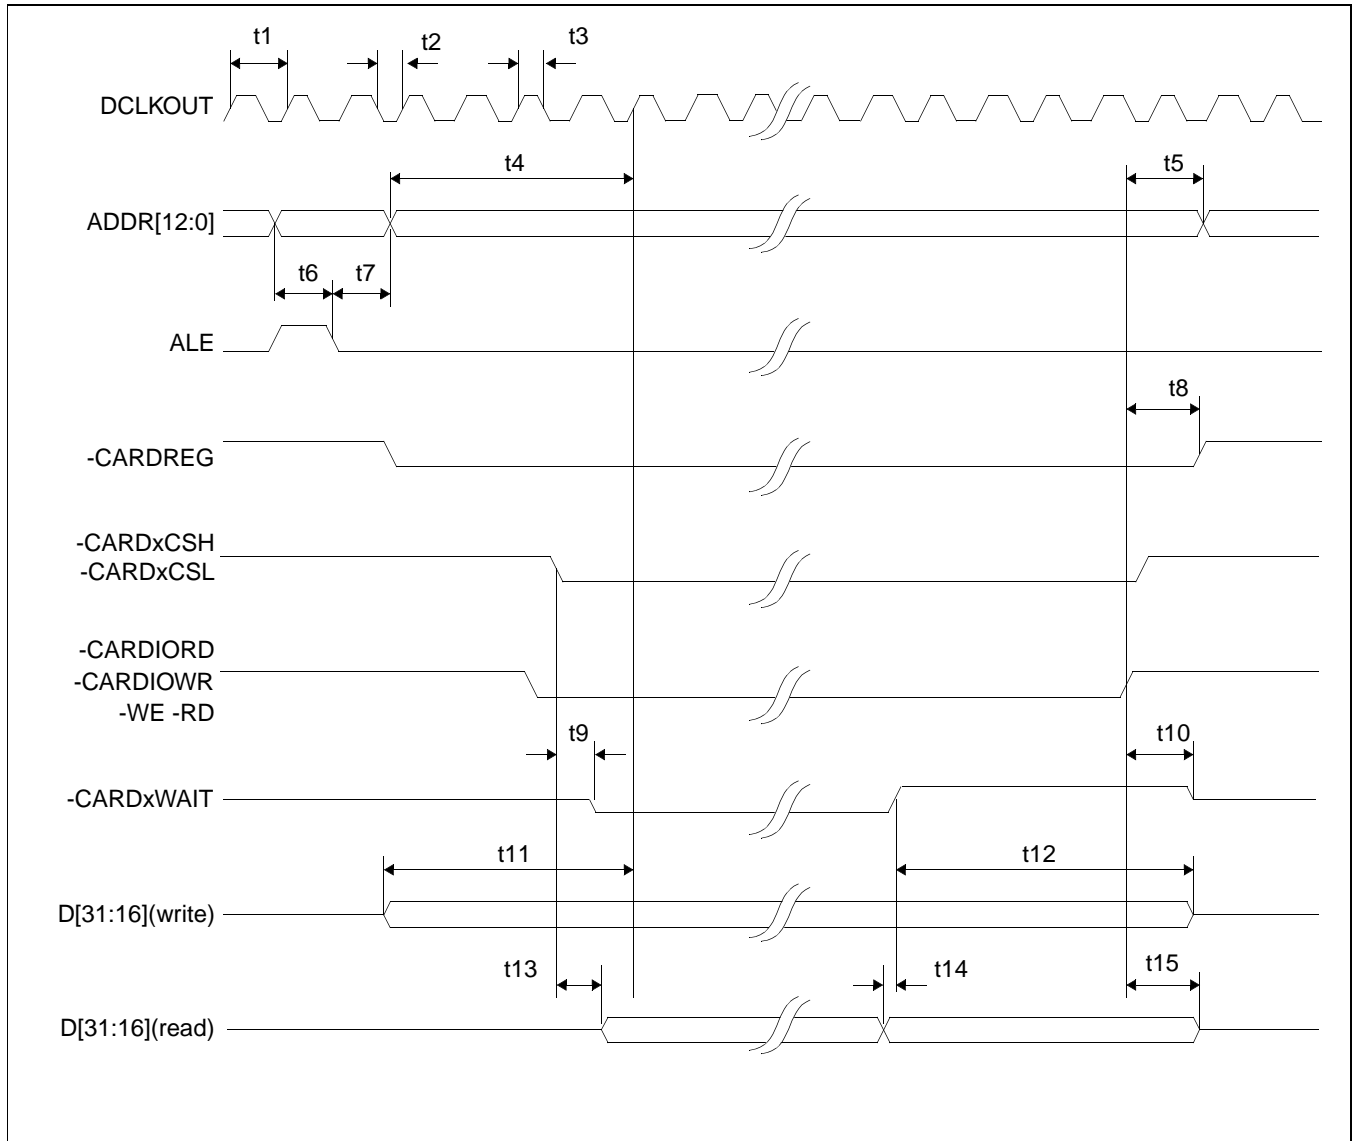 t1
t2
t3
DCLKOUT
t4
t5
ADDR[12:0]
t6
t7
ALE
t8
-CARDREG
-CARDxCSH
-CARDxCSL
-CARDIORD
-CARDIOWR
-WE -RD
t9
t10
-CARDxWAIT
t11
t12
D[31:16](write)
t13
t14
t15
D[31:16](read)